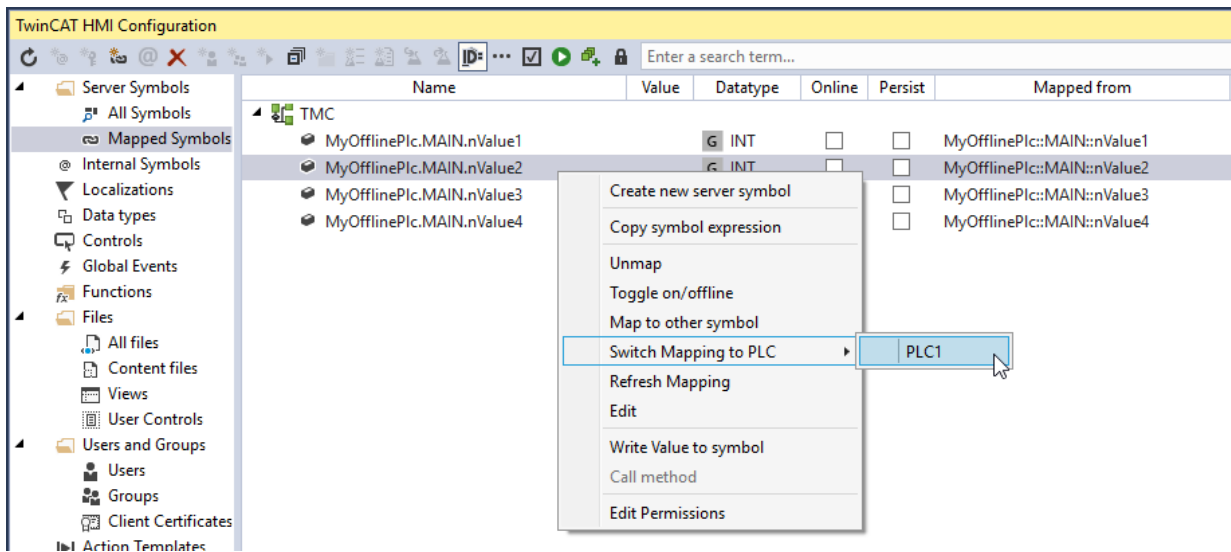 TwinCAT HMI Configuration
ID: Enter a search term...
Server Symbols
All Symbols
Mapped Symbols
@ Internal Symbols
Localizations
Data types
Controls
Global Events
fx Functions
Files
All files
Content files
Views
User Controls
Users and Groups
Users
Groups
Client Certificates
Action Templates
Name Value Datatype Online Persist Mapped from
TMC
MyOfflinePlc.MAIN.nValue1 G INT MyOfflinePlc::MAIN::nValue1
MyOfflinePlc.MAIN.nValue2 G INT MyOfflinePlc::MAIN::nValue2
MyOfflinePlc.MAIN.nValue3 MyOfflinePlc::MAIN::nValue3
MyOfflinePlc.MAIN.nValue4 MyOfflinePlc::MAIN::nValue4
Create new server symbol
Copy symbol expression
Unmap
Toggle on/offline
Map to other symbol
Switch Mapping to PLC
PLC1
Refresh Mapping
Edit
Write Value to symbol
Call method
Edit Permissions